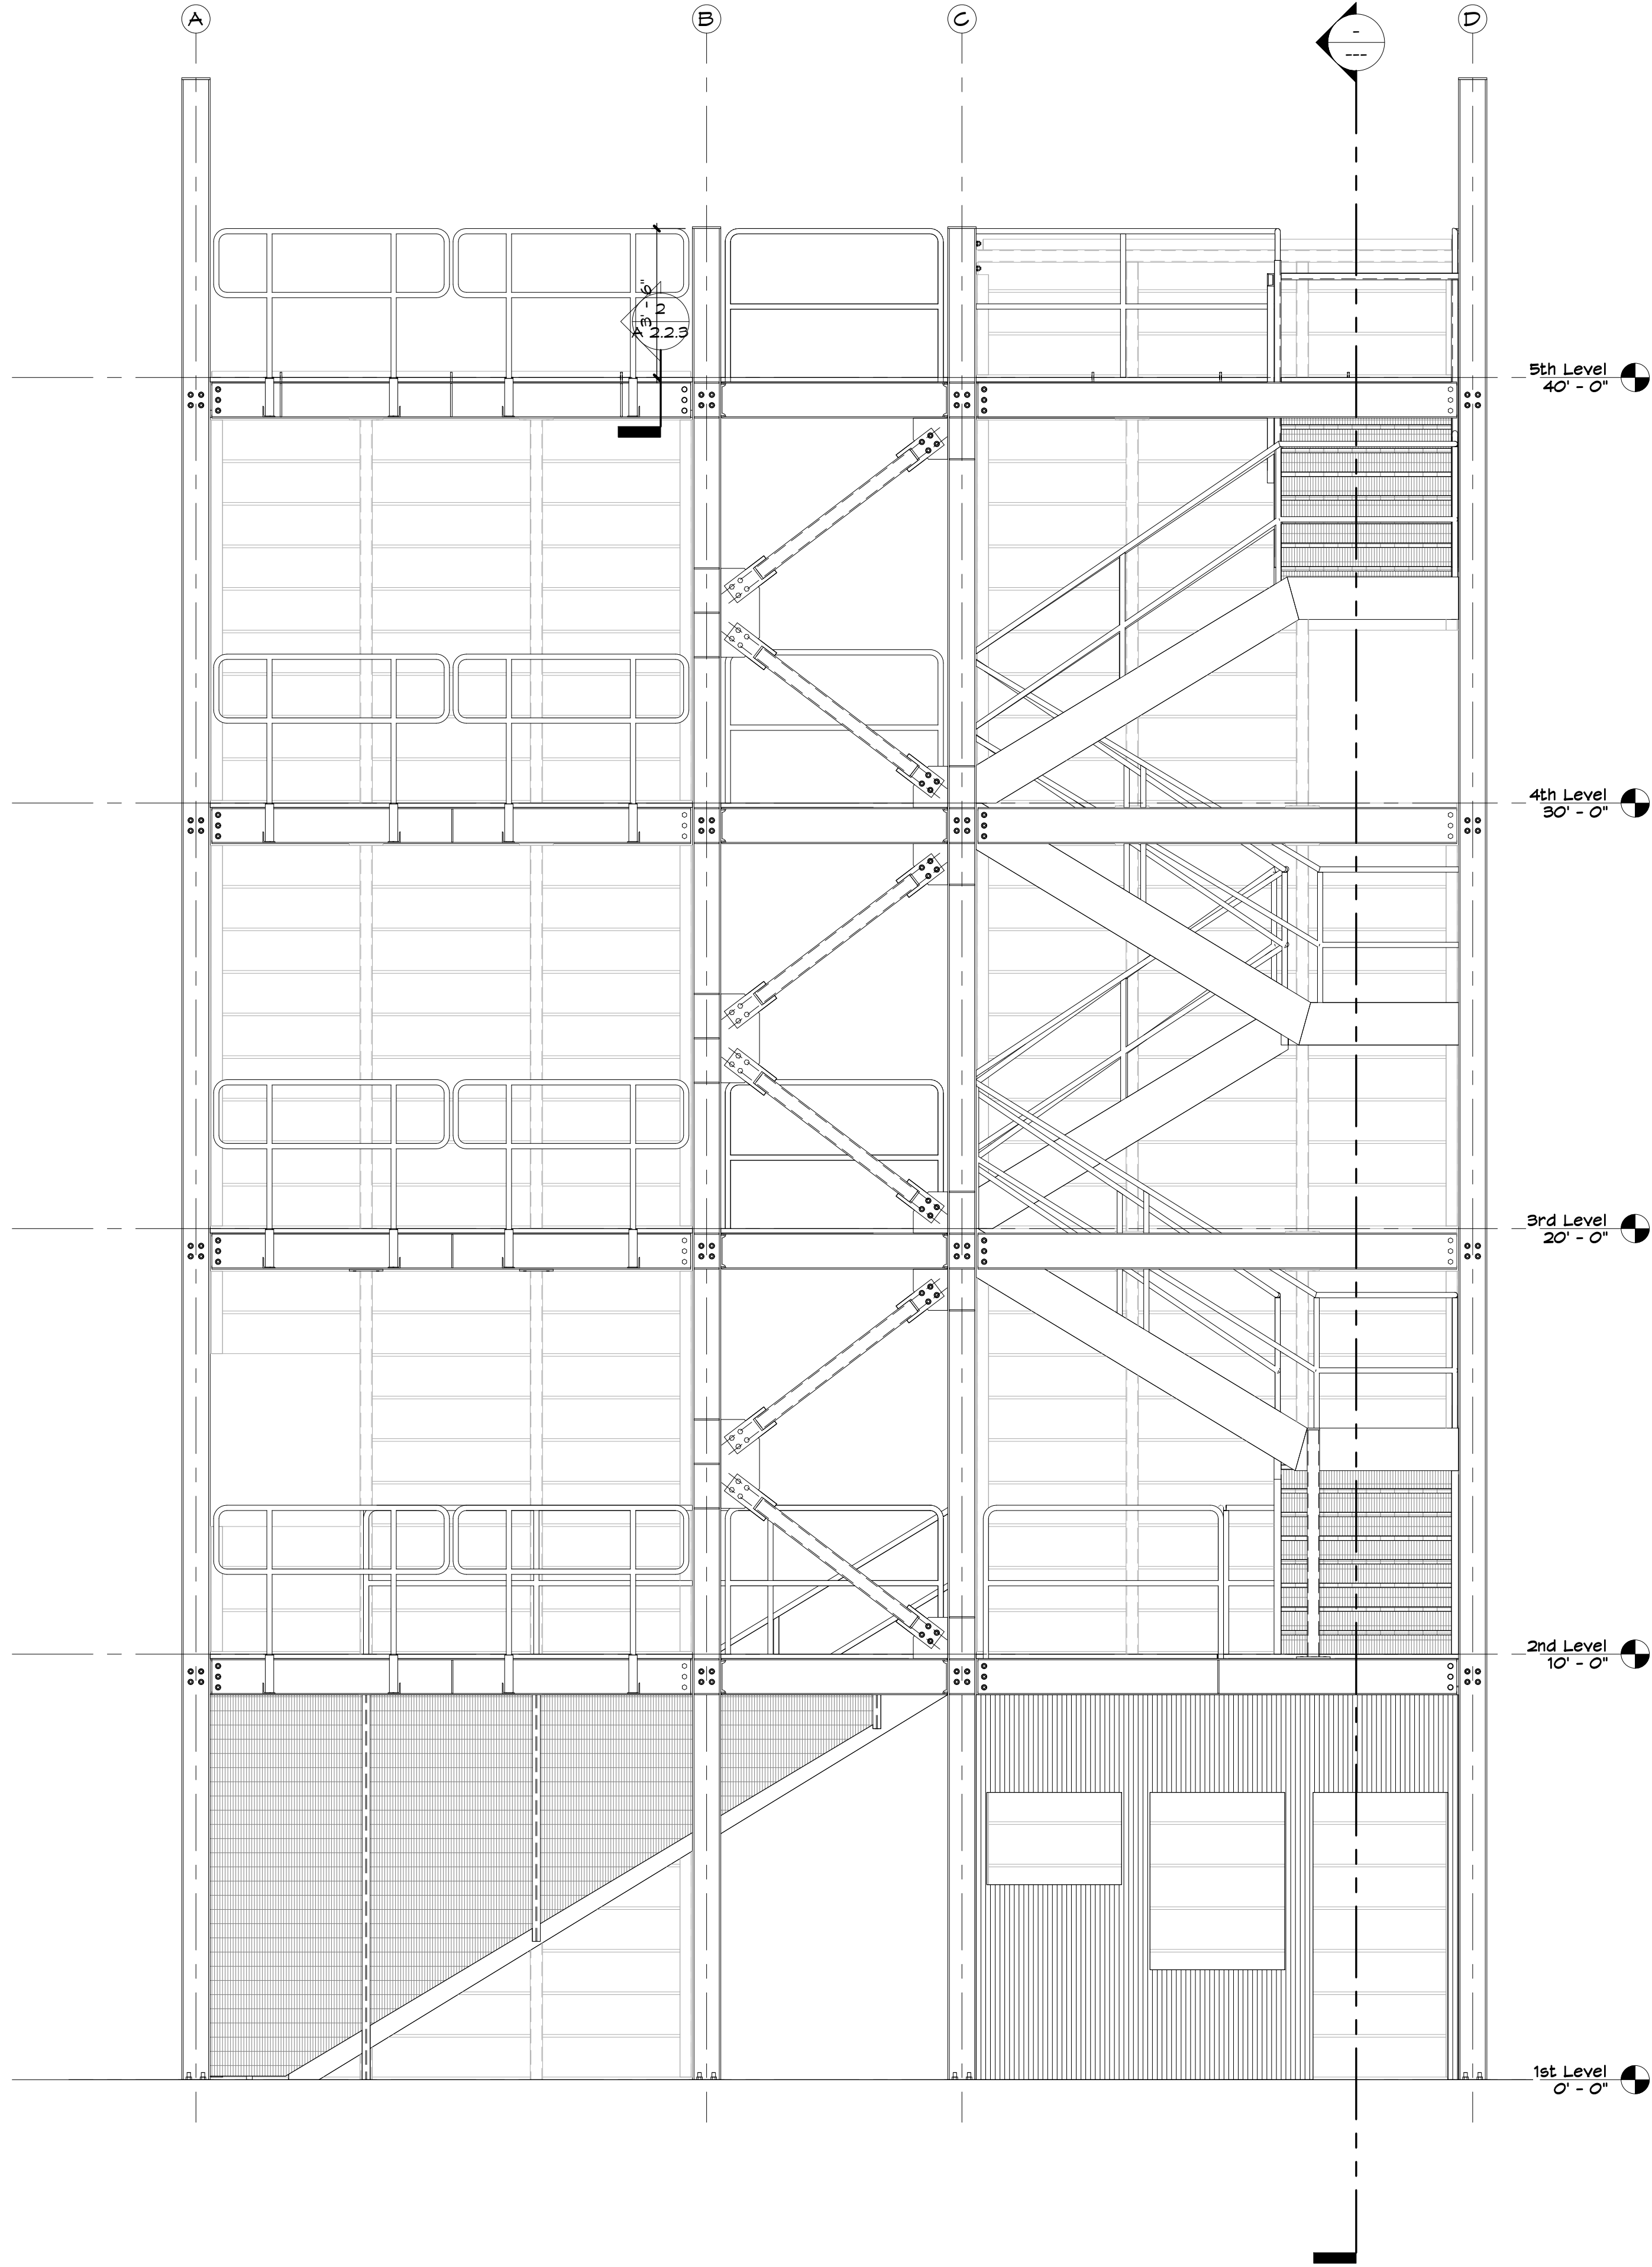 A B C D
-
---
3' - 6"
2
A 2.2.3
5th Level
40' - 0"
4th Level
30' - 0"
3rd Level
20' - 0"
2nd Level
10' - 0"
1st Level
0' - 0"